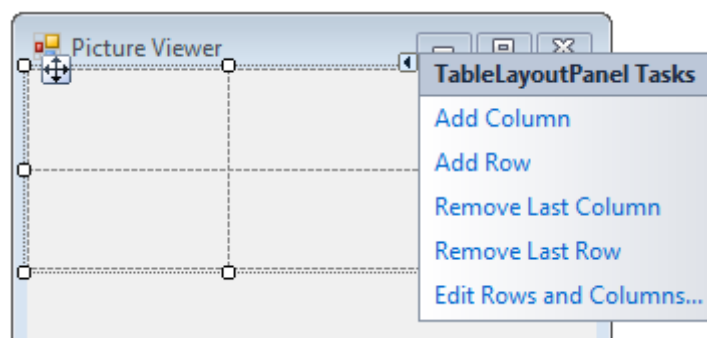 Picture Viewer
TableLayoutPanel Tasks
Add Column
Add Row
Remove Last Column
Remove Last Row
Edit Rows and Columns...